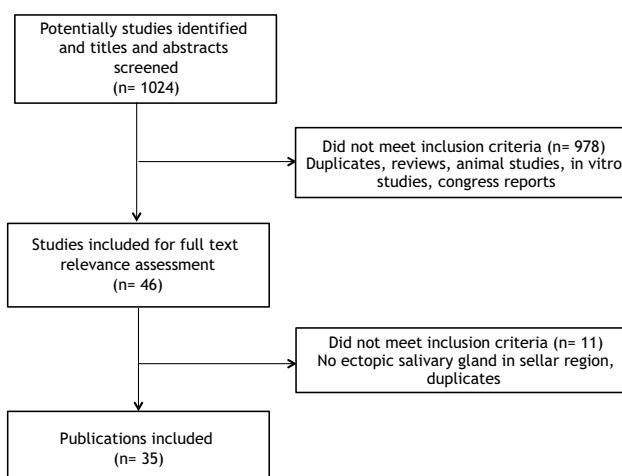 Potentially studies identified
and titles and abstracts
screened
(n= 1024)
Did not meet inclusion criteria (n= 978)
Duplicates, reviews, animal studies, in vitro
studies, congress reports
Studies included for full text
relevance assessment
(n= 46)
Did not meet inclusion criteria (n= 11)
No ectopic salivary gland in sellar region,
duplicates
Publications included
(n= 35)